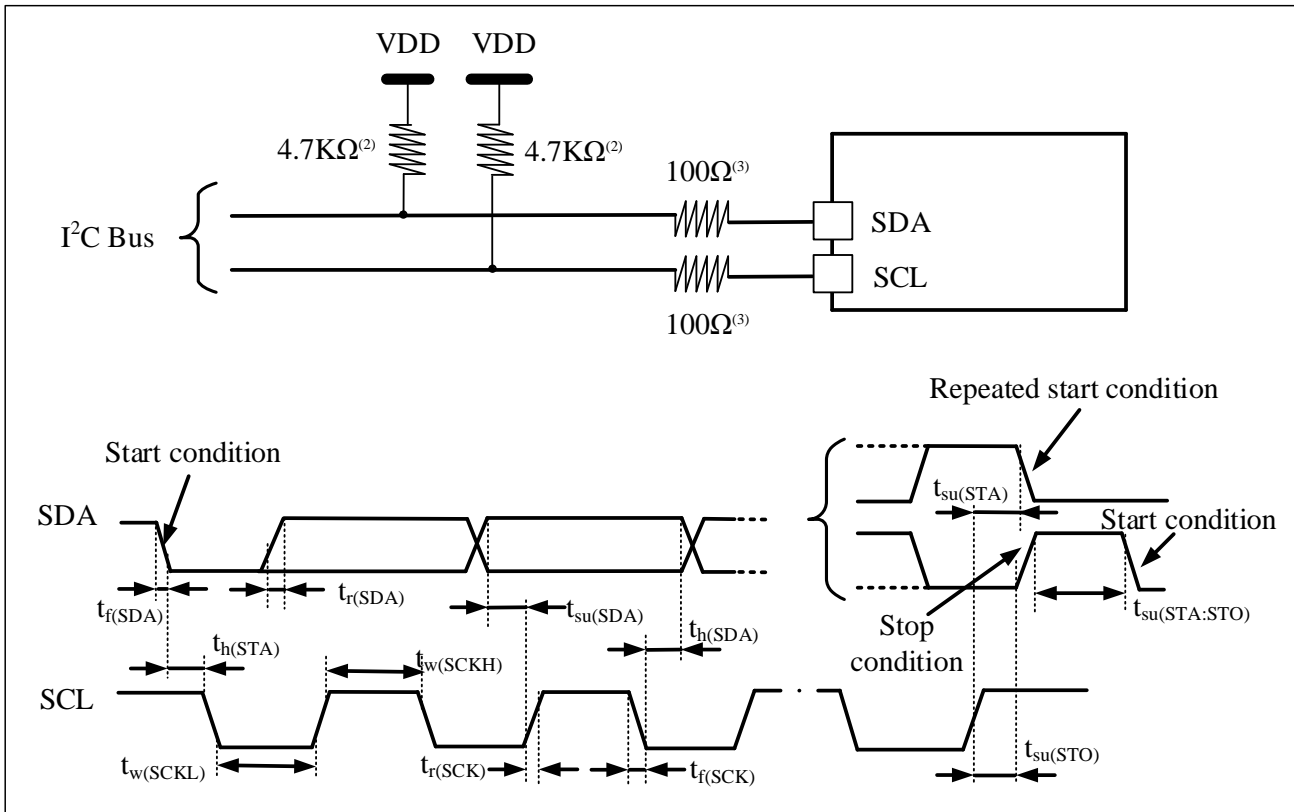 VDD VDD
4.7KΩ(2) 4.7KΩ(2)
100Ω(3)
I2C Bus
SDA
SCL
100Ω(3)
Repeated start condition
Start condition
tsu(STA)
SDA
Start condition
tf(SDA)
tr(SDA)
tsu(SDA)
th(SDA)
Stop
condition
tsu(STA:STO)
th(STA)
tw(SCKH)
SCL
tw(SCKL)
tr(SCK)
tf(SCK)
tsu(STO)